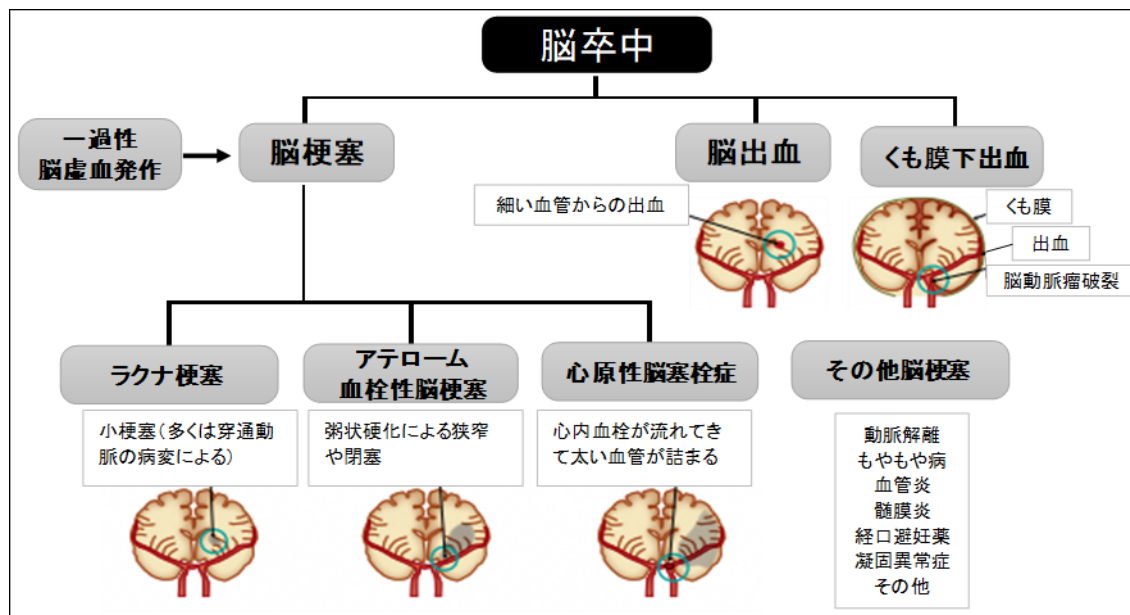 脳卒中
一過性
脳虚血発作
脳梗塞
脳出血
くも膜下出血
細い血管からの出血
くも膜
出血
脳動脈瘤破裂
ラクナ梗塞
アテローム
血栓性脳梗塞
心原性脳塞栓症
その他脳梗塞
小梗塞(多くは穿通動
脈の病変による)
粥状硬化による狭窄
や閉塞
心内血栓が流れてき
て太い血管が詰まる
動脈解離
もやもや病
血管炎
髄膜炎
経口避妊薬
凝固異常症
その他